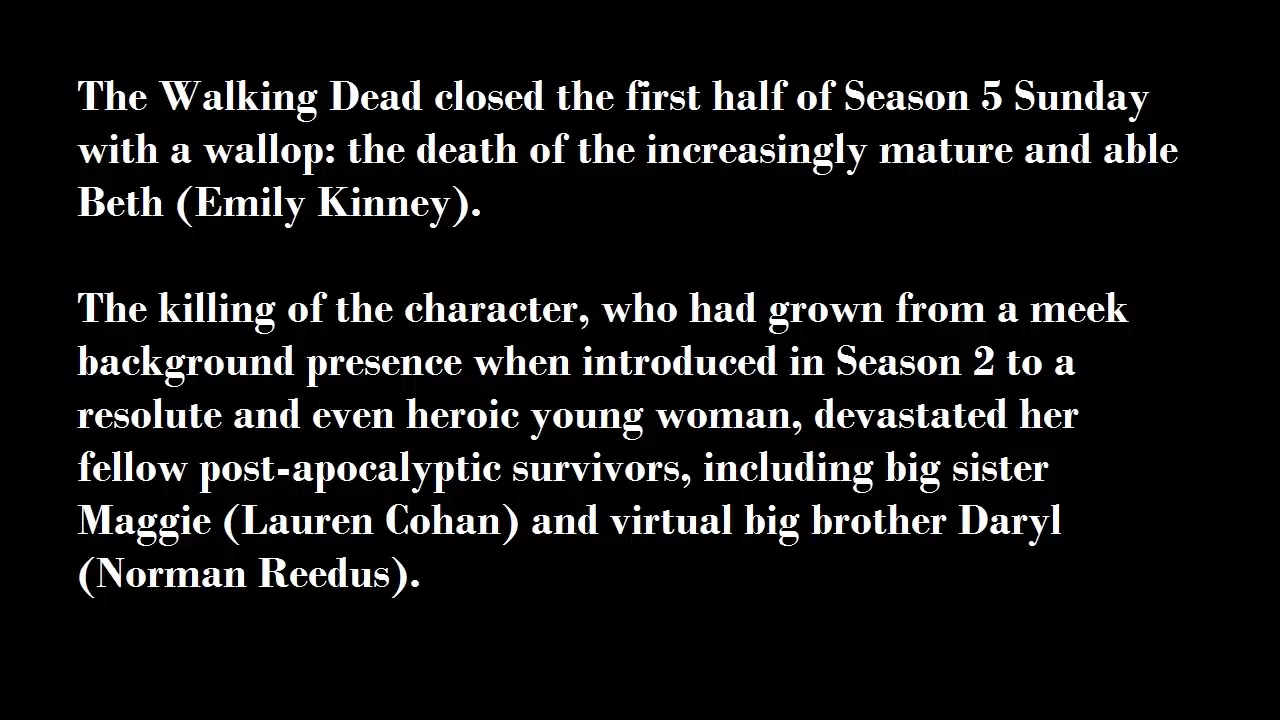 The Walking Dead closed the first half of Season 5 Sunday
with a wallop: the death of the increasingly mature and able
Beth (Emily Kinney).
The killing of the character, who had grown from a meek
background presence when introduced in Season 2 to a
resolute and even heroic young woman, devastated her
fellow post-apocalyptic survivors, including big sister
Maggie (Lauren Cohan) and virtual big brother Daryl
(Norman Reedus).